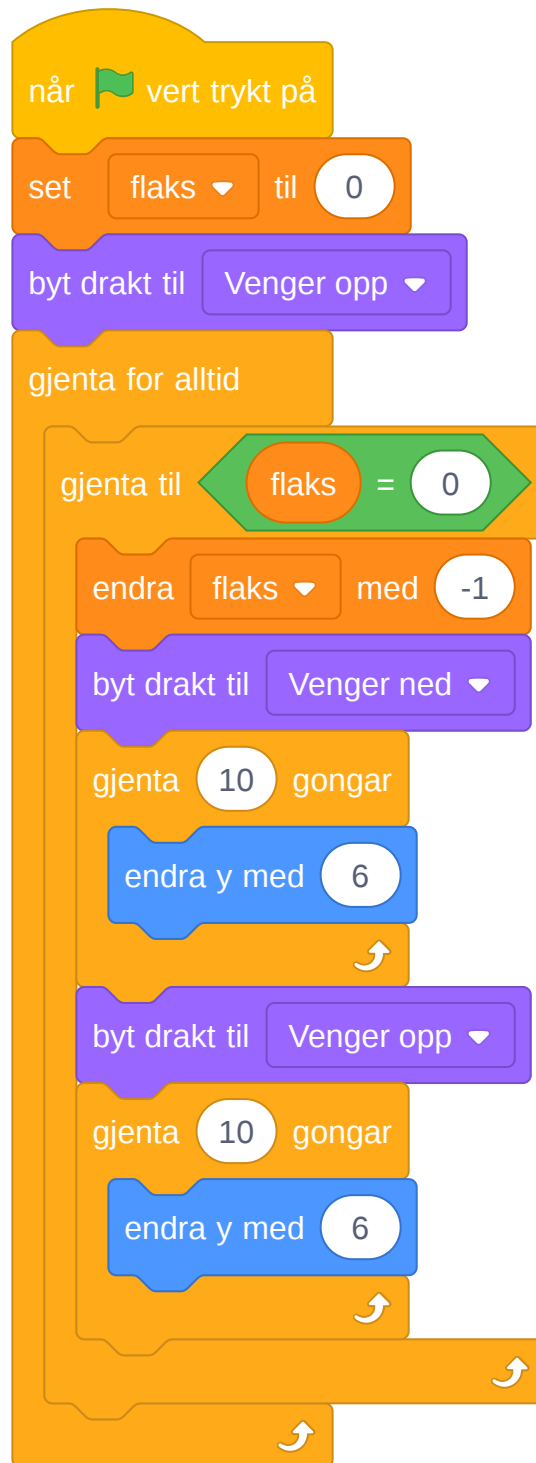 når vert trykt på
set flaks til 0
byt drakt til Venger opp
gjenta for alltid
gjenta til flaks = 0
endra flaks med -1
byt drakt til Venger ned
gjenta 10 gongar
endra y med 6
byt drakt til Venger opp
gjenta 10 gongar
endra y med 6